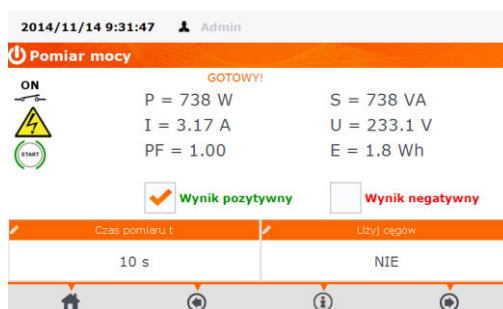 2014/11/14 9:31:47 Admin
Pomiar mocy
GOTOWY!
ON
P = 738 W S = 738 VA
I = 3.17 A U = 233.1 V
START
PF = 1.00 E = 1.8 Wh
Wynik pozytywny Wynik negatywny
Czas pomiaru t Użyj cęgów
10 s NIE